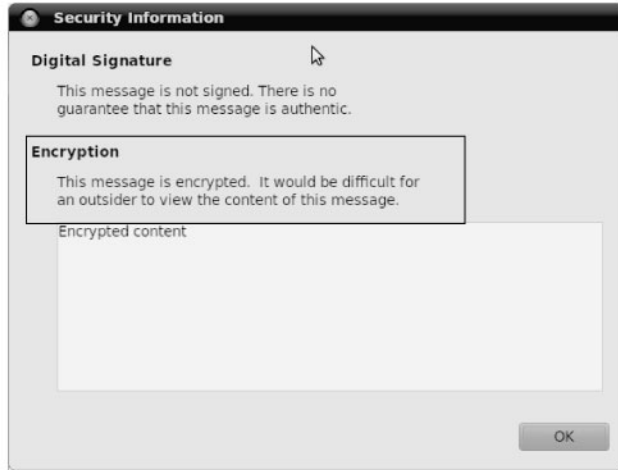 Security Information
Digital Signature
This message is not signed. There is no
guarantee that this message is authentic.
Encryption
This message is encrypted.  It would be difficult for
an outsider to view the content of this message.
Encrypted content
OK